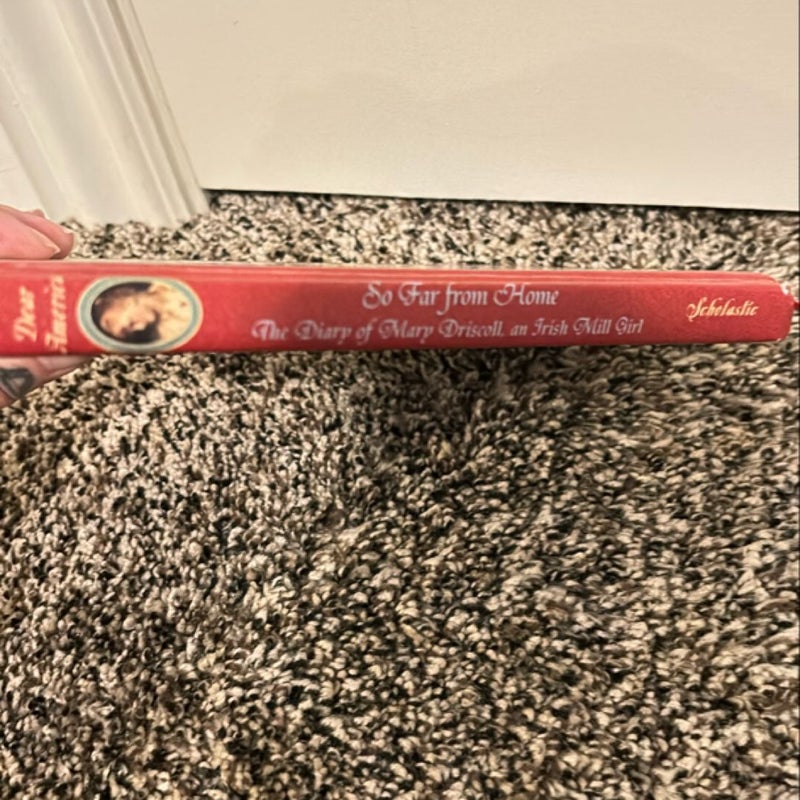 Dear
America
So Far from Home
The Diary of Mary Driscoll, an Irish Mill Girl
Scholastic